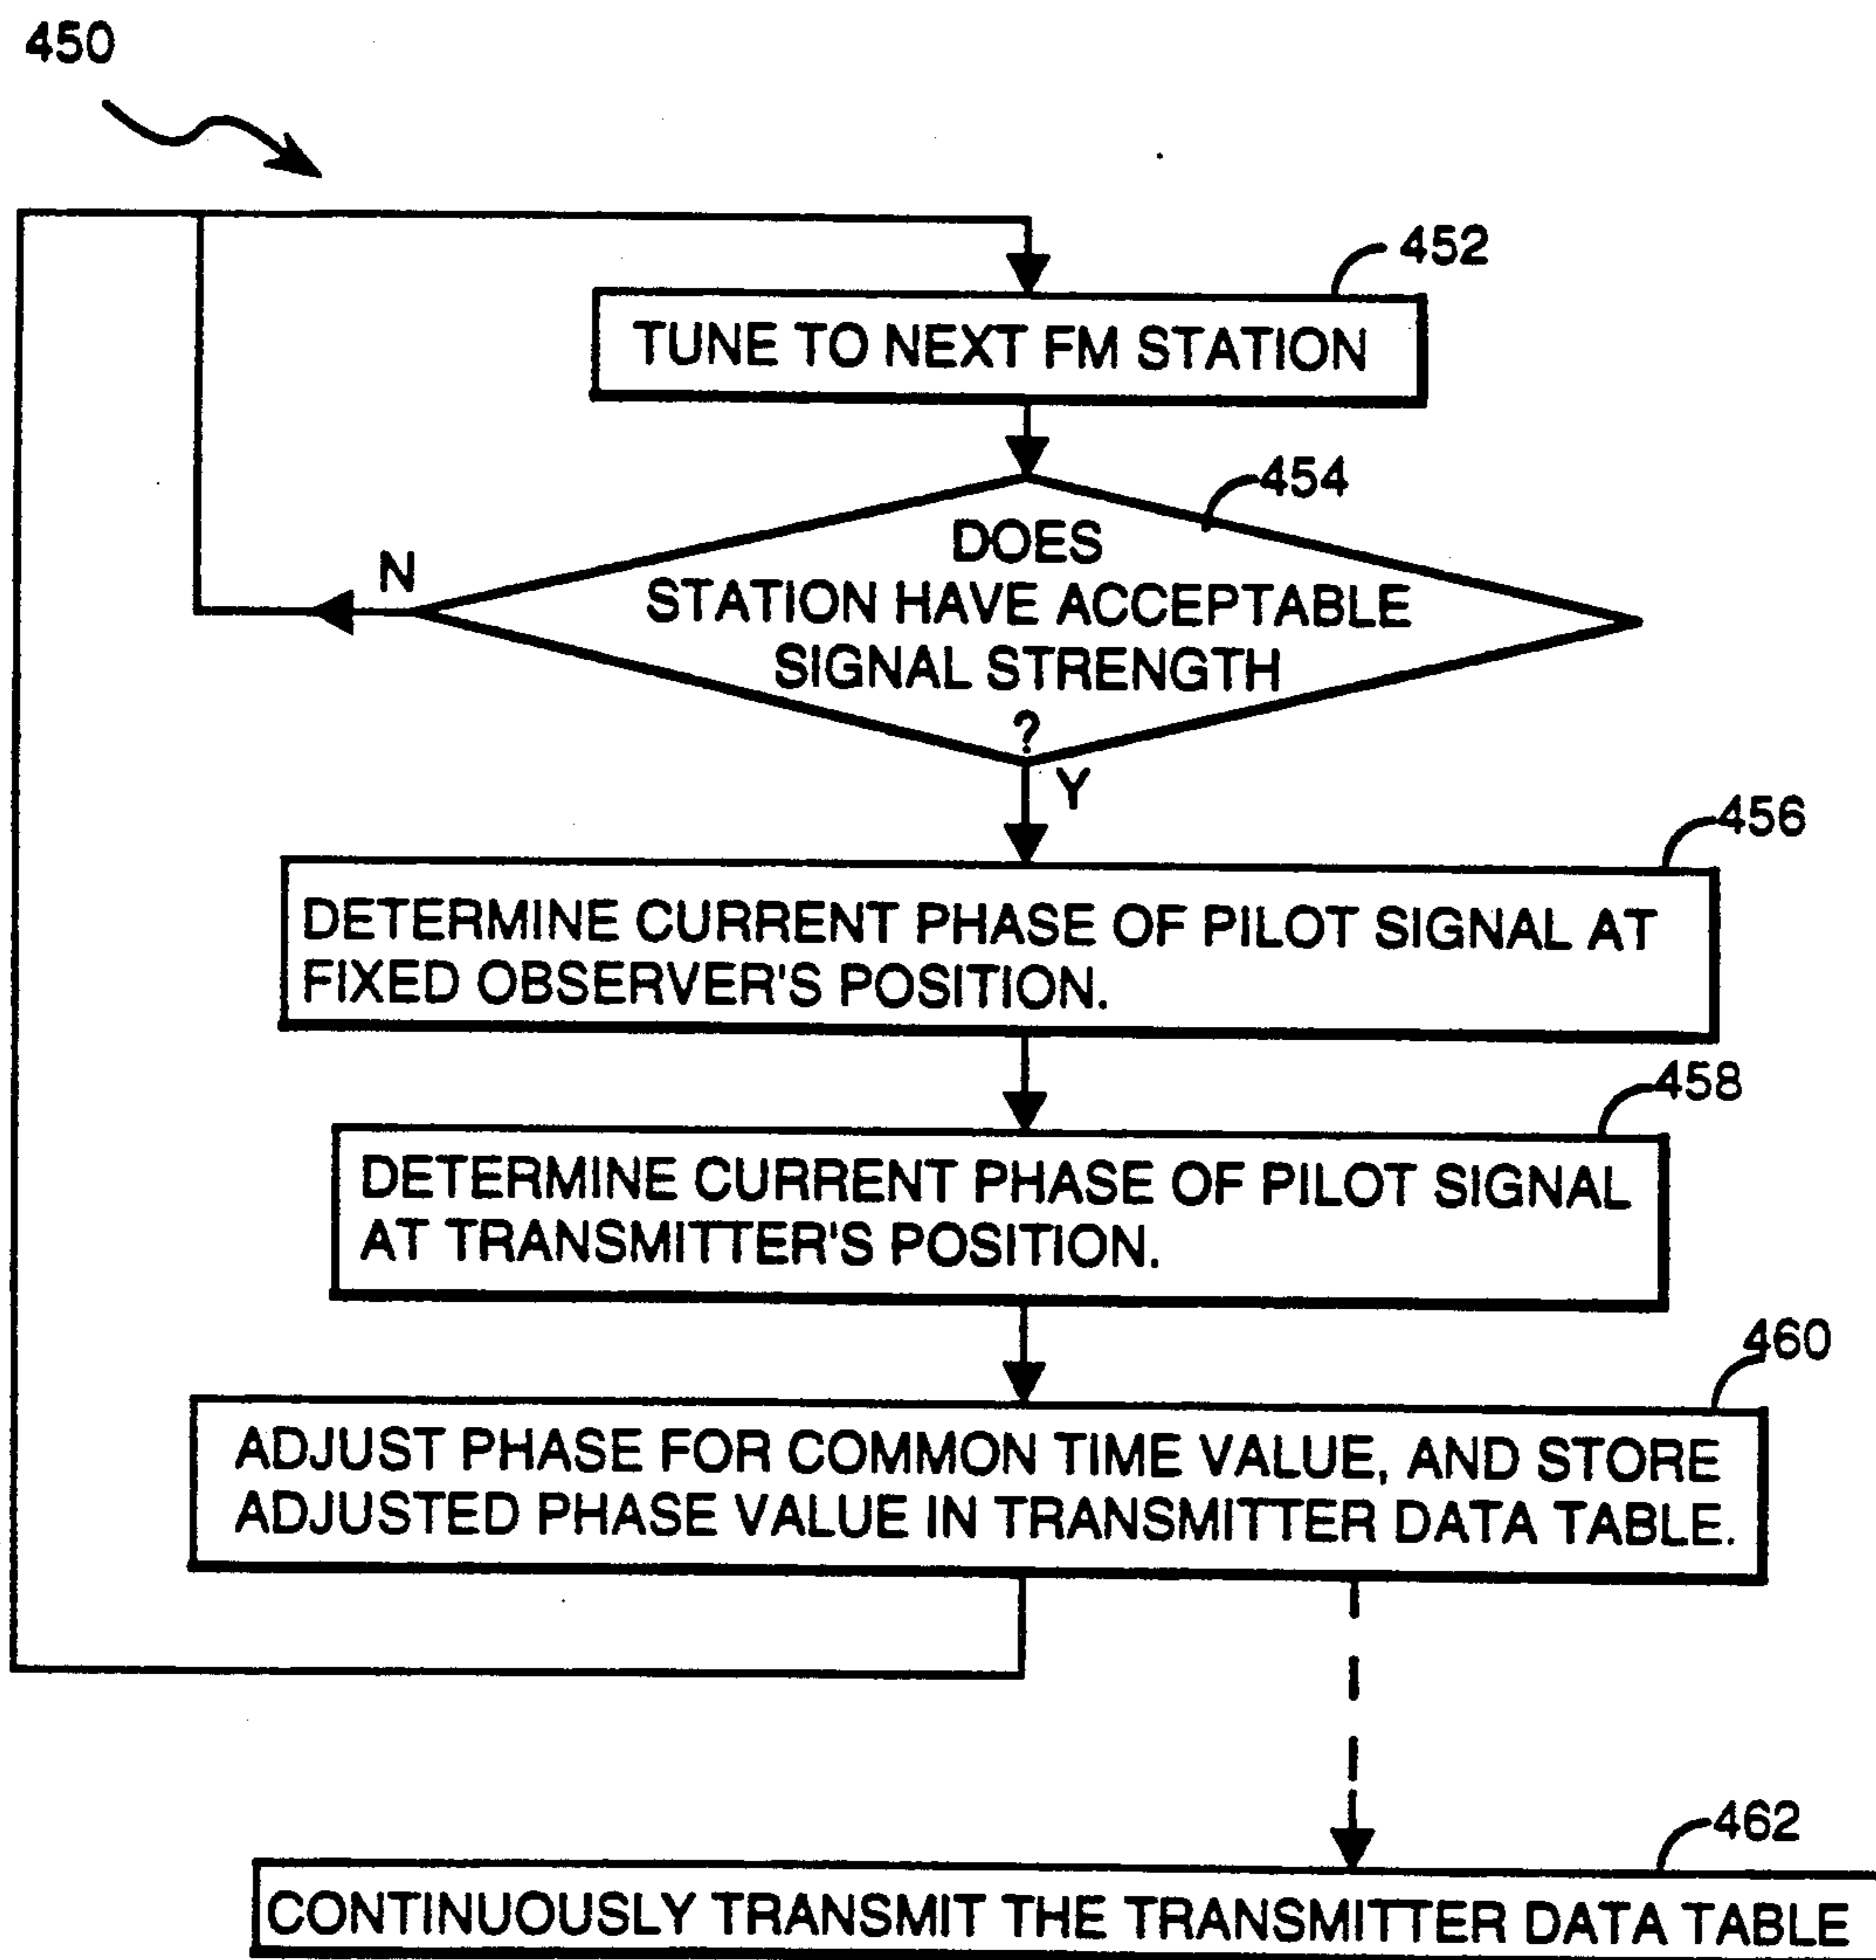 450
452
TUNE TO NEXT FM STATION
454
DOES
STATION HAVE ACCEPTABLE
SIGNAL STRENGTH
?
N
Y
456
DETERMINE CURRENT PHASE OF PILOT SIGNAL AT
FIXED OBSERVER'S POSITION.
458
DETERMINE CURRENT PHASE OF PILOT SIGNAL
AT TRANSMITTER'S POSITION.
460
ADJUST PHASE FOR COMMON TIME VALUE, AND STORE
ADJUSTED PHASE VALUE IN TRANSMITTER DATA TABLE.
462
CONTINUOUSLY TRANSMIT THE TRANSMITTER DATA TABLE